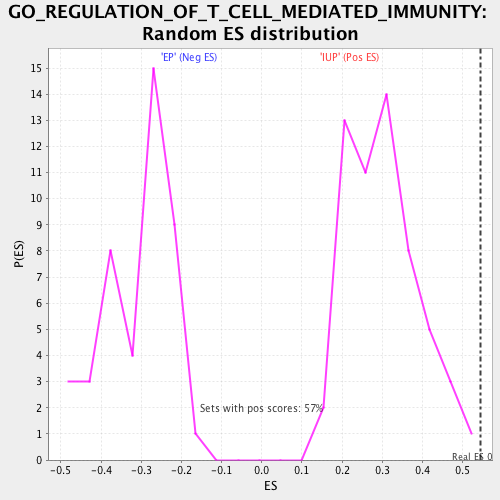 GO_REGULATION_OF_T_CELL_MEDIATED_IMMUNITY:
Random ES distribution
'EP' (Neg ES) 'IUP' (Pos ES)
15
14
13
12
11
10
9
8
7
6
5
4
3
2
1
0
P(ES)
Sets with pos scores: 57%
Real ES 0
-0.5 -0.4 -0.3 -0.2 -0.1 0.0 0.1 0.2 0.3 0.4 0.5
ES